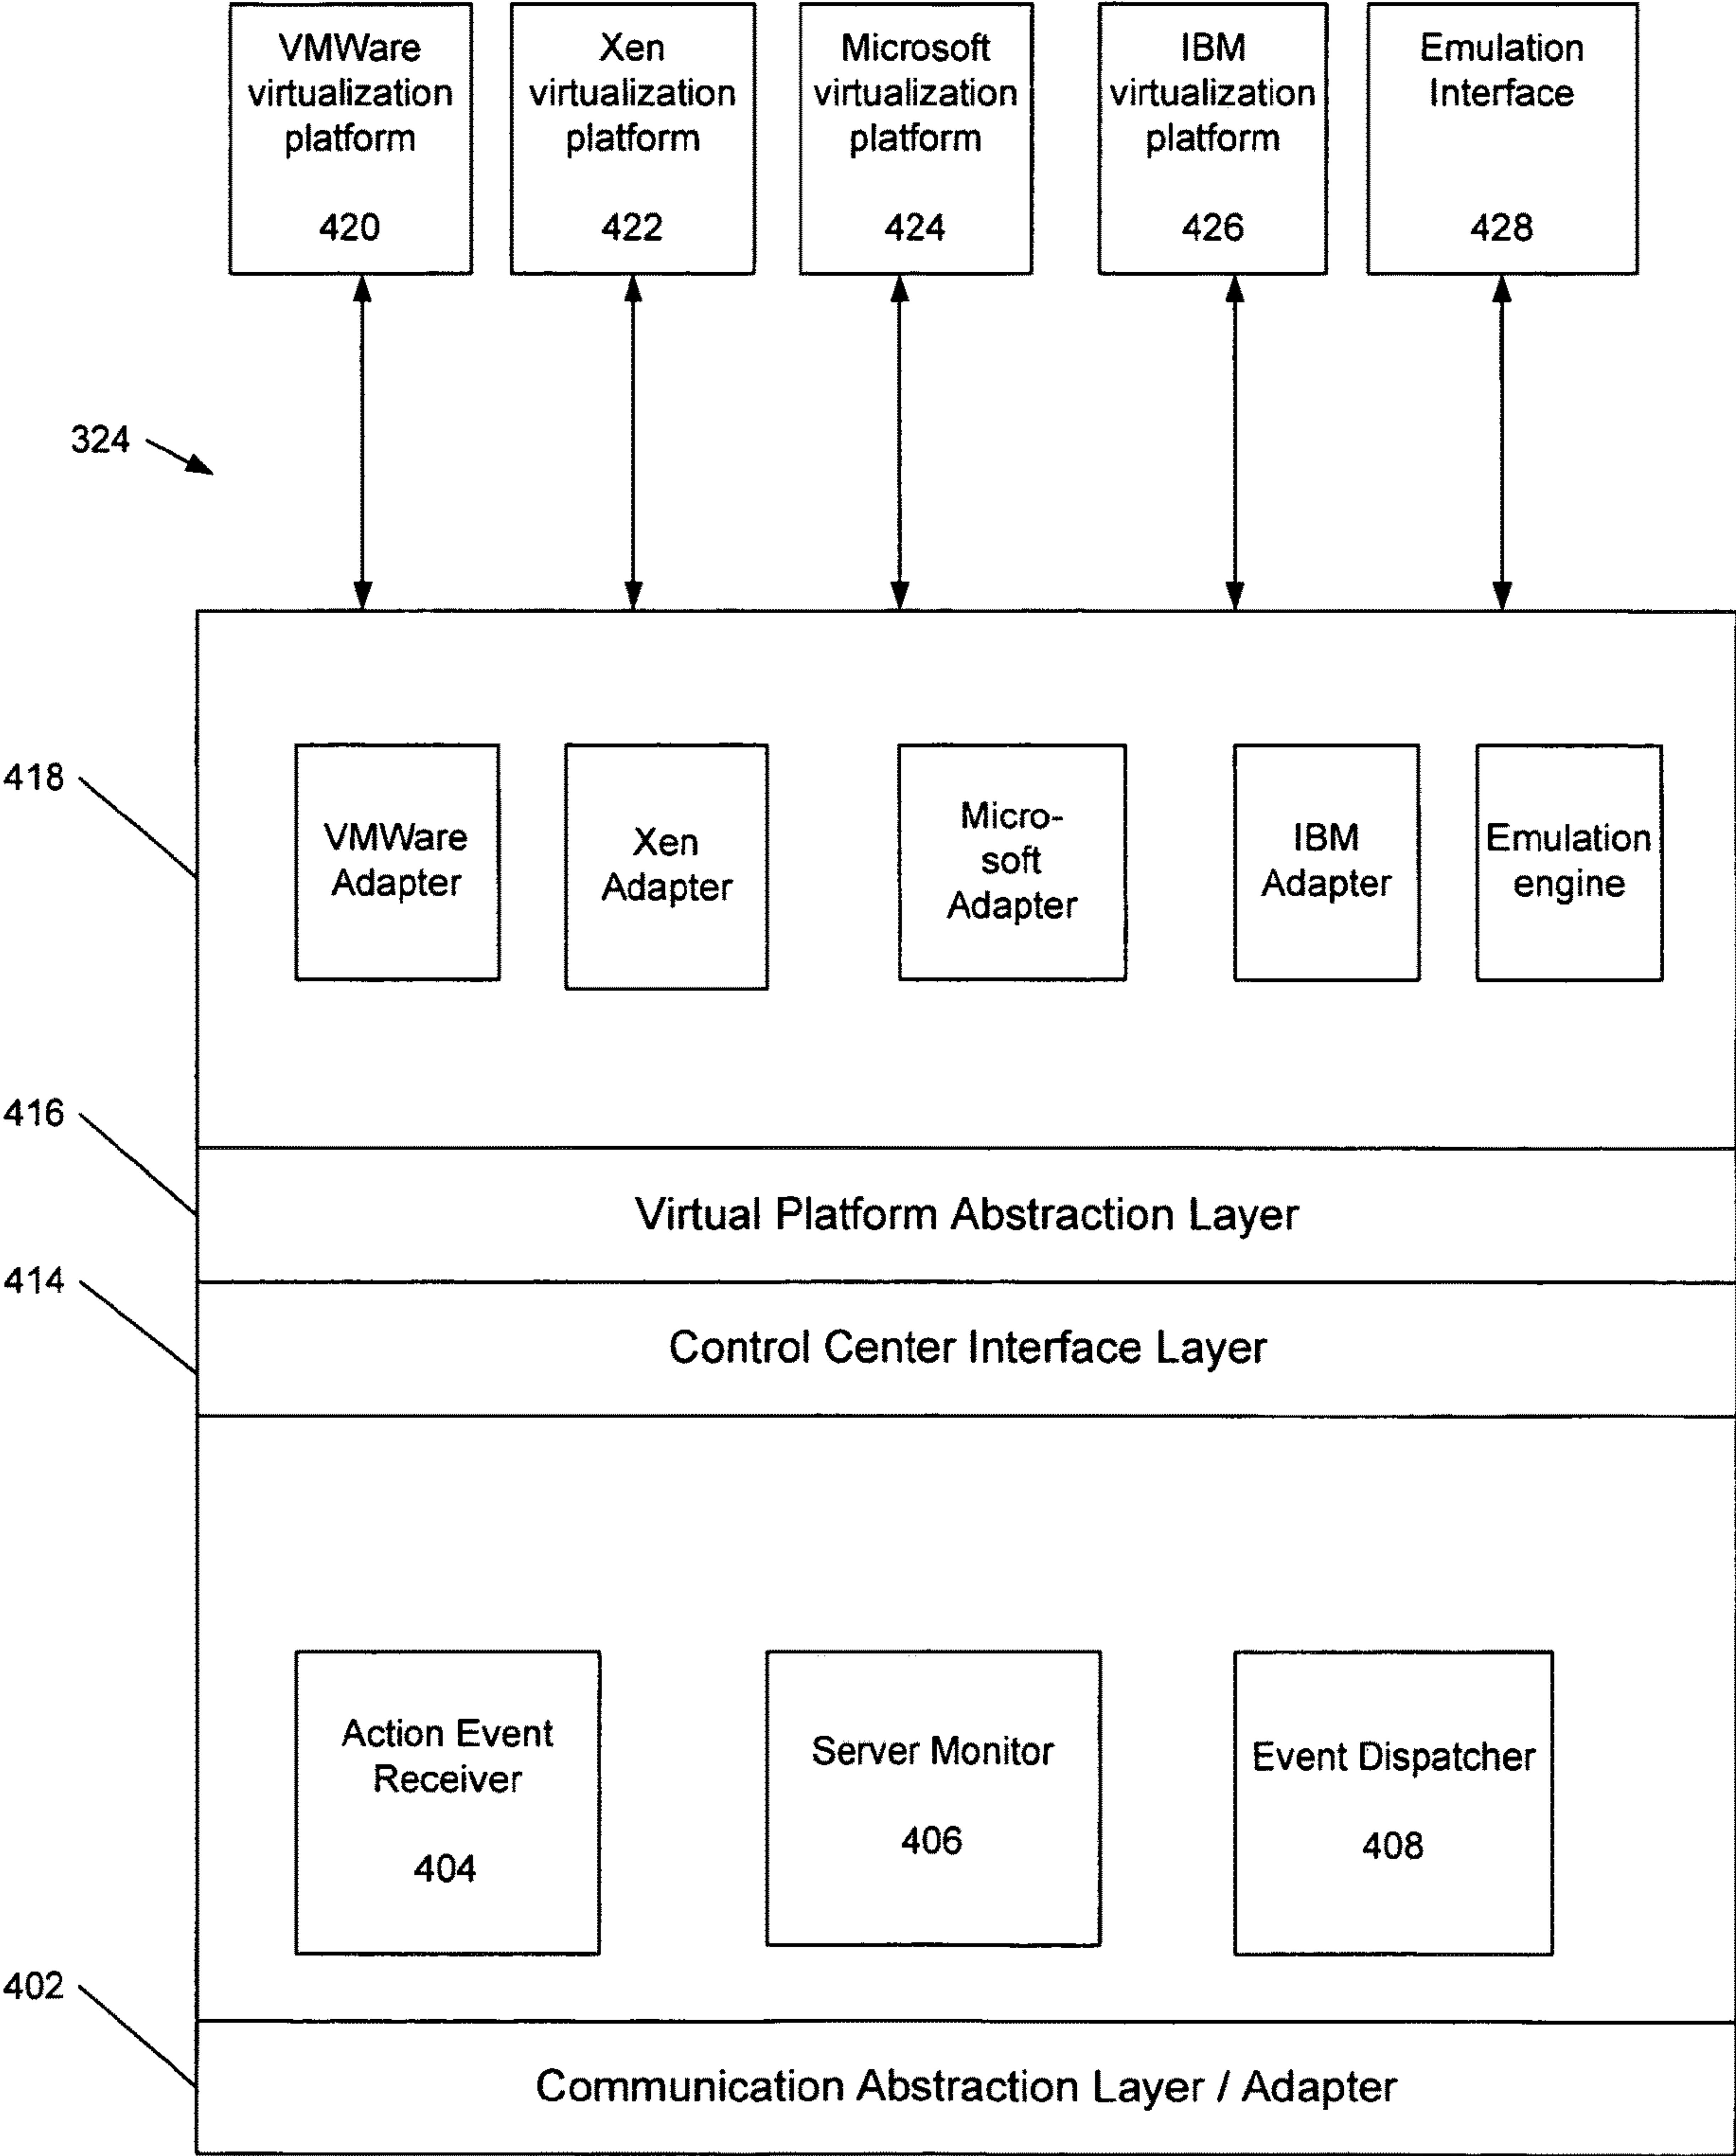 VMWare
virtualization
platform
420
Xen
virtualization
platform
422
Microsoft
virtualization
platform
424
IBM
virtualization
platform
426
Emulation
Interface
428
324
418
VMWare
Adapter
Xen
Adapter
Micro-
soft
Adapter
IBM
Adapter
Emulation
engine
416
Virtual Platform Abstraction Layer
414
Control Center Interface Layer
Action Event
Receiver
404
Server Monitor
406
Event Dispatcher
408
402
Communication Abstraction Layer / Adapter